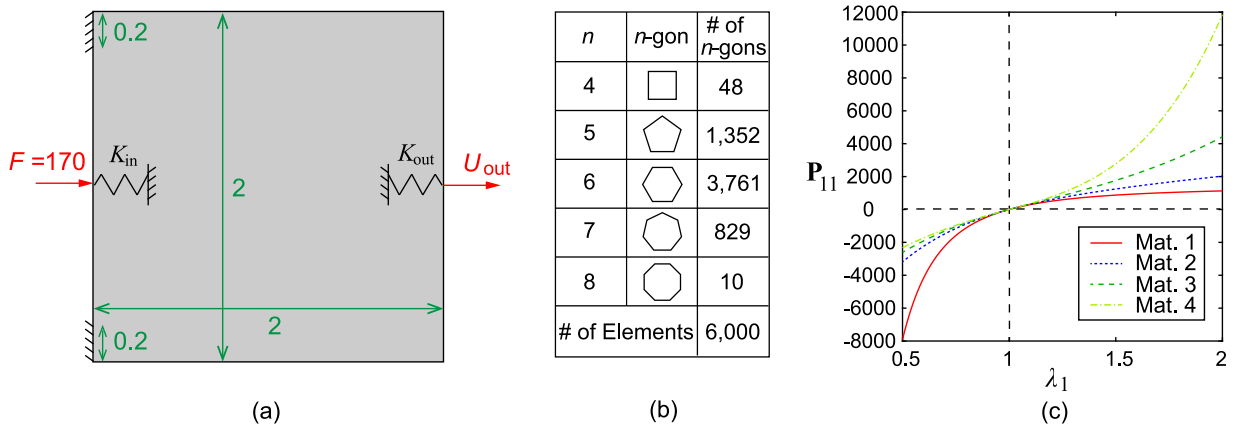 0.2
F =170
K_in
K_out
U_out
2
2
0.2
(a)
n n-gon # of n-gons
4 48
5 1,352
6 3,761
7 829
8 10
# of Elements 6,000
(b)
P_11
12000
10000
8000
6000
4000
2000
0
-2000
-4000
-6000
-8000
0.5 1 1.5 2
λ_1
Mat. 1
Mat. 2
Mat. 3
Mat. 4
(c)